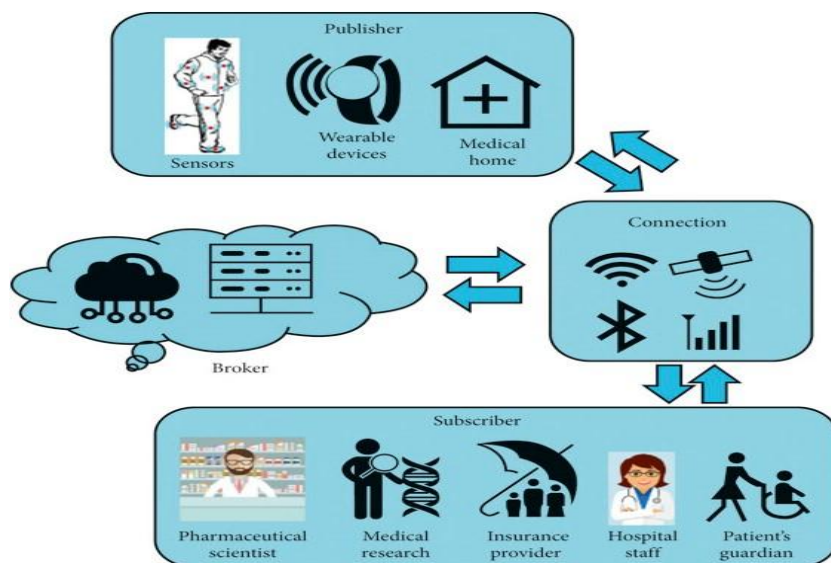 Publisher
Sensors
Wearable
devices
Medical
home
Connection
Broker
Subscriber
Pharmaceutical
scientist
Medical
research
Insurance
provider
Hospital
staff
Patient's
guardian